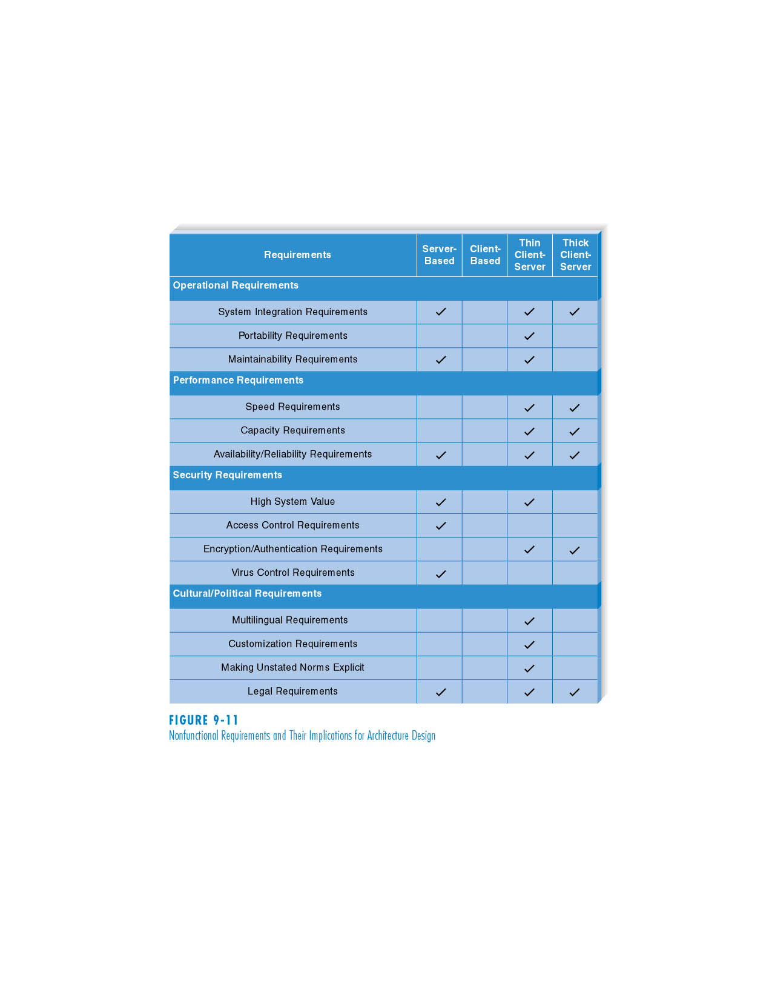 Requirements Server-Based Client-Based Thin Client-Server Thick Client-Server
Operational Requirements
System Integration Requirements ✓ ✓ ✓
Portability Requirements ✓
Maintainability Requirements ✓ ✓
Performance Requirements
Speed Requirements ✓ ✓
Capacity Requirements ✓ ✓
Availability/Reliability Requirements ✓ ✓ ✓
Security Requirements
High System Value ✓ ✓
Access Control Requirements ✓
Encryption/Authentication Requirements ✓ ✓
Virus Control Requirements ✓
Cultural/Political Requirements
Multilingual Requirements ✓
Customization Requirements ✓
Making Unstated Norms Explicit ✓
Legal Requirements ✓ ✓ ✓
FIGURE 9-11
Nonfunctional Requirements and Their Implications for Architecture Design